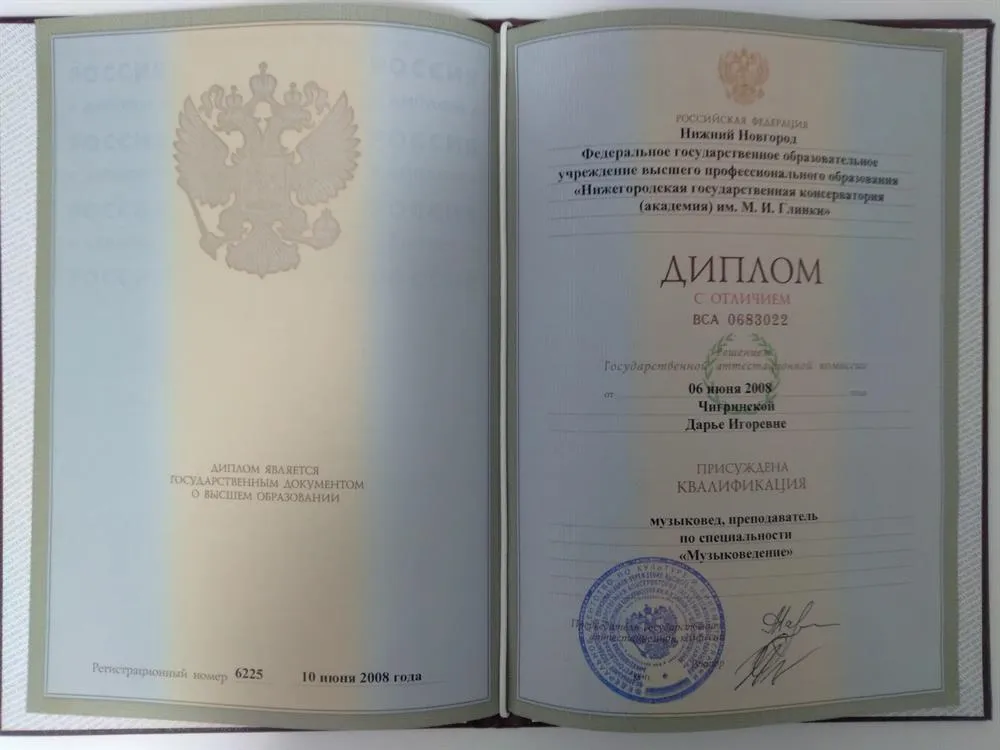 ДИПЛОМ ЯВЛЯЕТСЯ
ГОСУДАРСТВЕННЫМ ДОКУМЕНТОМ
О ВЫСШЕМ ОБРАЗОВАНИИ
Регистрационный номер 6225 10 июня 2008 года
РОССИЙСКАЯ ФЕДЕРАЦИЯ
Нижний Новгород
Федеральное государственное образовательное
учреждение высшего профессионального образования
«Нижегородская государственная консерватория
(академия) им. М. И. Глинки»
ДИПЛОМ
С ОТЛИЧИЕМ
ВСА 0683022
Решением
Государственной аттестационной комиссии
от 06 июня 2008 года
Чигринской
Дарье Игоревне
ПРИСУЖДЕНА
КВАЛИФИКАЦИЯ
музыковед, преподаватель
по специальности
«Музыковедение»
Председатель Государственной
аттестационной комиссии
Ректор